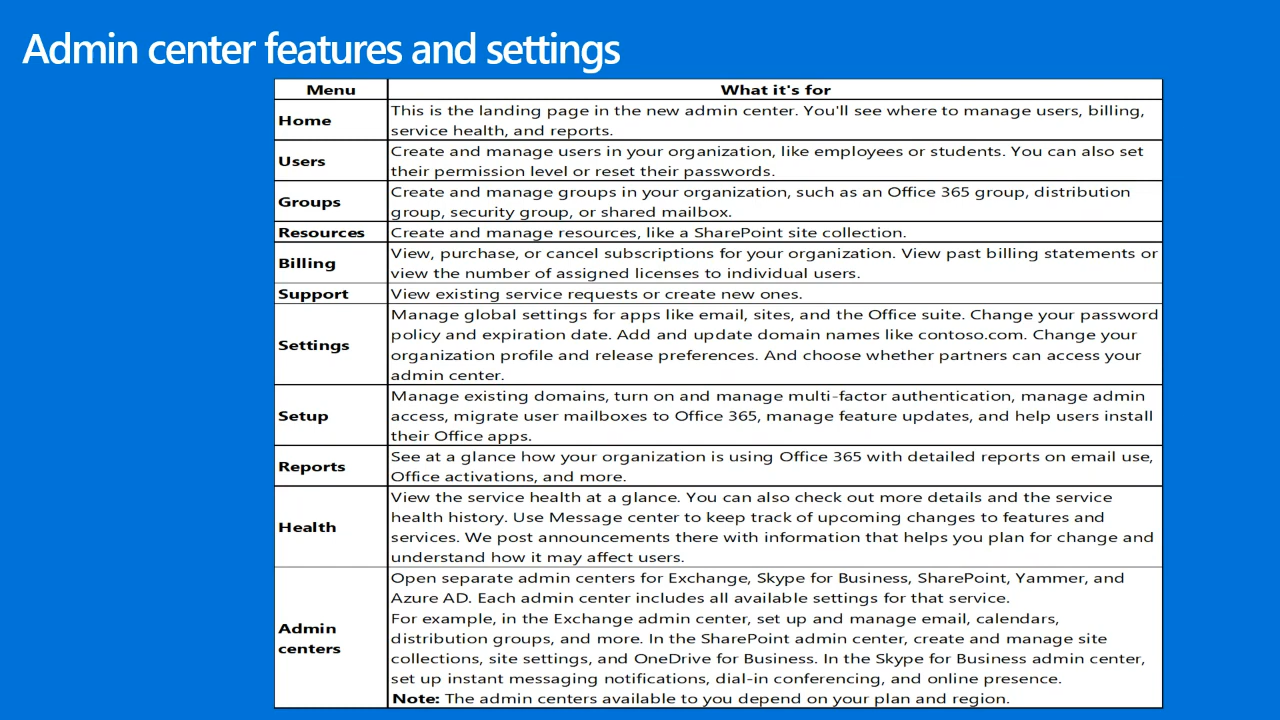 Admin center features and settings
Menu What it's for
Home
This is the landing page in the new admin center. You'll see where to manage users, billing,
service health, and reports.
Users
Create and manage users in your organization, like employees or students. You can also set
their permission level or reset their passwords.
Groups
Create and manage groups in your organization, such as an Office 365 group, distribution
group, security group, or shared mailbox.
Resources Create and manage resources, like a SharePoint site collection.
Billing
View, purchase, or cancel subscriptions for your organization. View past billing statements or
view the number of assigned licenses to individual users.
Support View existing service requests or create new ones.
Settings
Manage global settings for apps like email, sites, and the Office suite. Change your password
policy and expiration date. Add and update domain names like contoso.com. Change your
organization profile and release preferences. And choose whether partners can access your
admin center.
Setup
Manage existing domains, turn on and manage multi-factor authentication, manage admin
access, migrate user mailboxes to Office 365, manage feature updates, and help users install
their Office apps.
Reports
See at a glance how your organization is using Office 365 with detailed reports on email use,
Office activations, and more.
Health
View the service health at a glance. You can also check out more details and the service
health history. Use Message center to keep track of upcoming changes to features and
services. We post announcements there with information that helps you plan for change and
understand how it may affect users.
Admin
centers
Open separate admin centers for Exchange, Skype for Business, SharePoint, Yammer, and
Azure AD. Each admin center includes all available settings for that service.
For example, in the Exchange admin center, set up and manage email, calendars,
distribution groups, and more. In the SharePoint admin center, create and manage site
collections, site settings, and OneDrive for Business. In the Skype for Business admin center,
set up instant messaging notifications, dial-in conferencing, and online presence.
Note: The admin centers available to you depend on your plan and region.